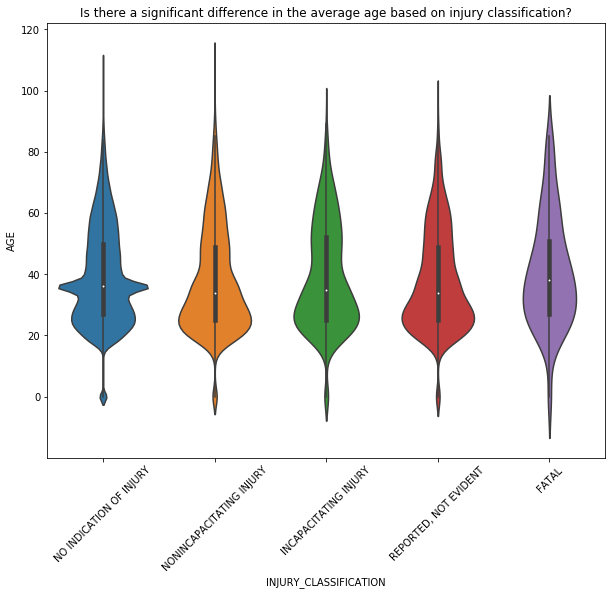 Is there a significant difference in the average age based on injury classification?
120
100
80
60
40
20
0
AGE
NO INDICATION OF INJURY
NONINCAPACITATING INJURY
INCAPACITATING INJURY
REPORTED, NOT EVIDENT
FATAL
INJURY_CLASSIFICATION